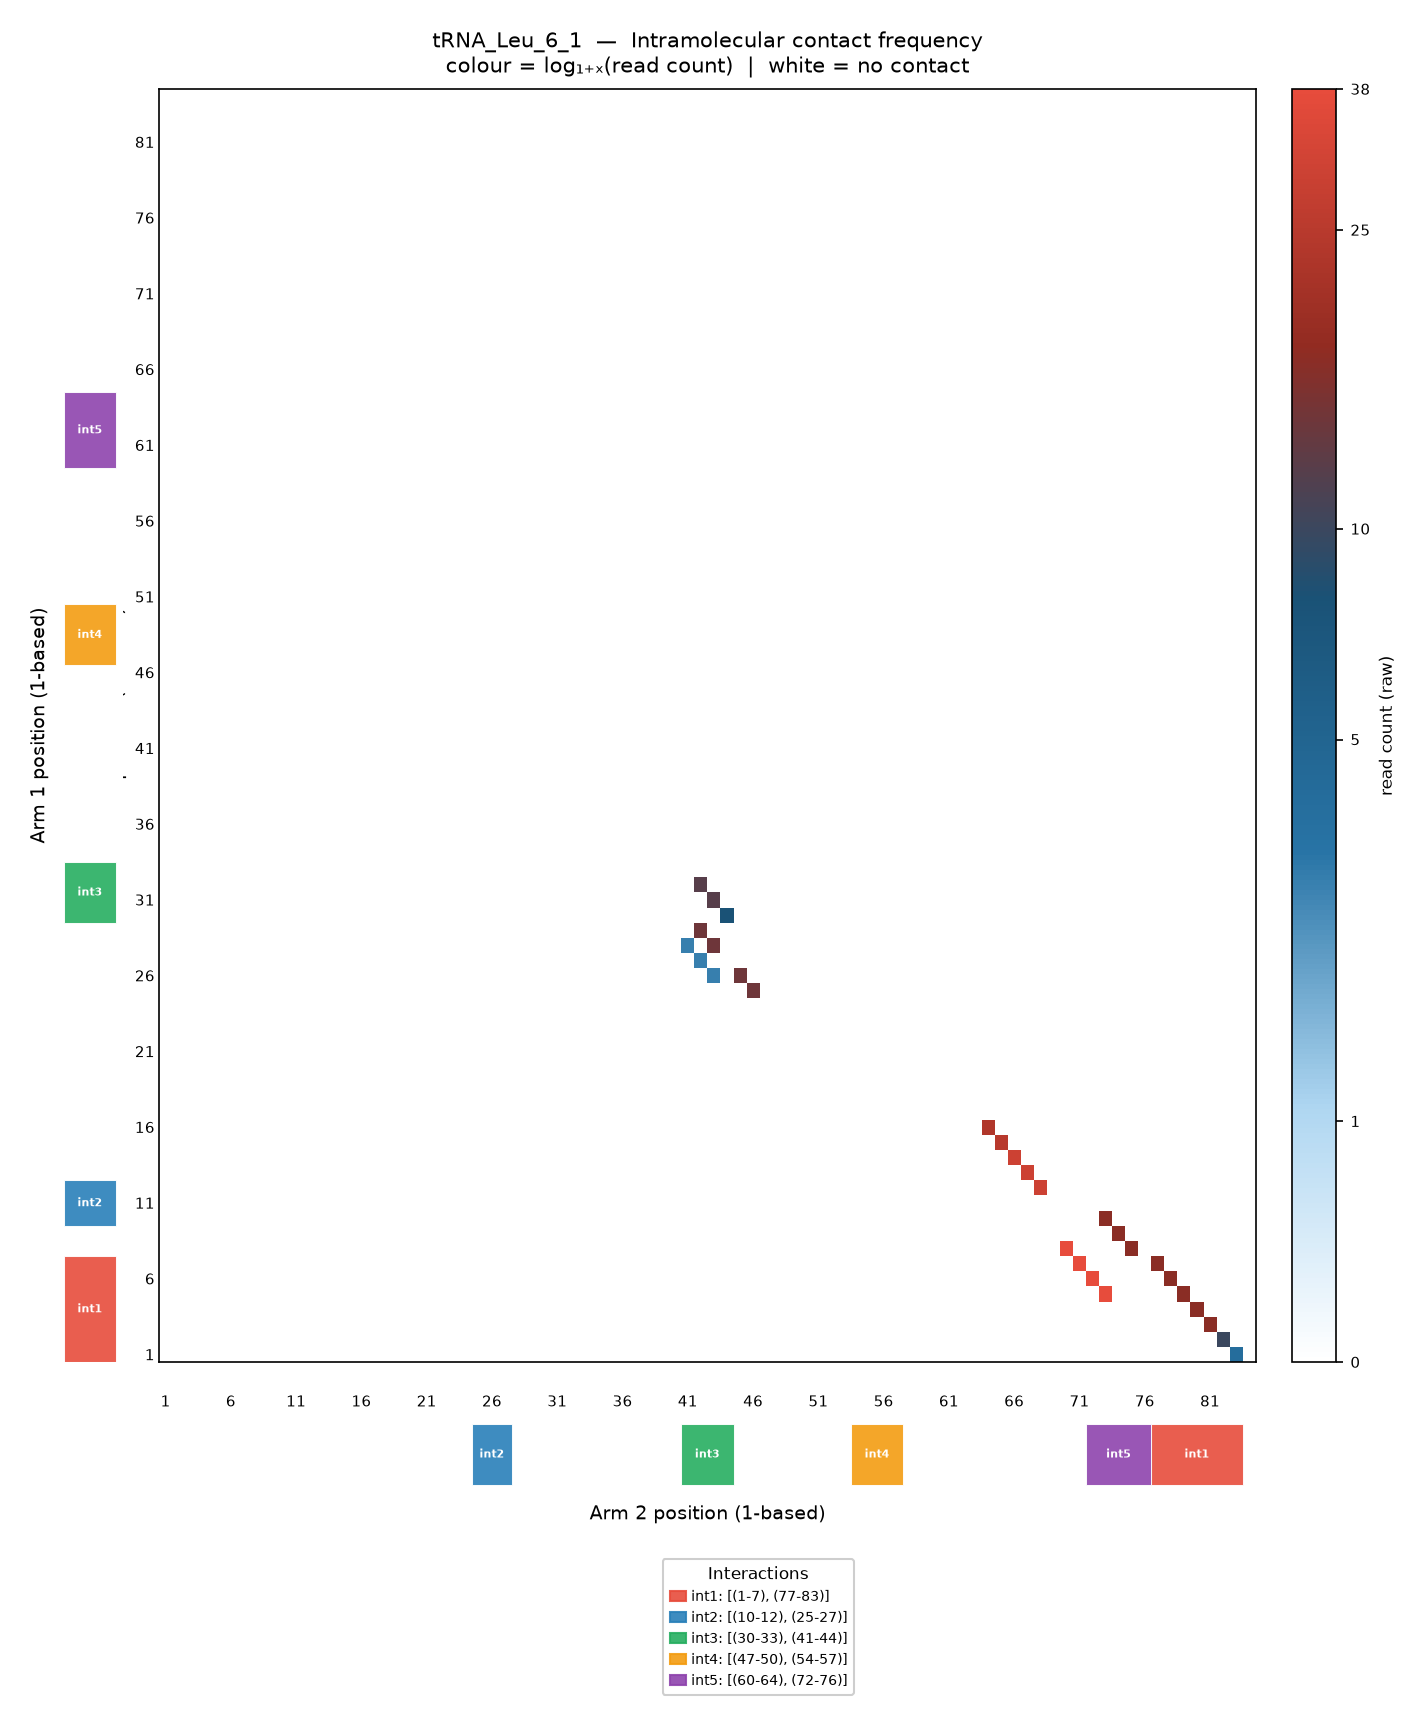 tRNA_Leu_6_1 — Intramolecular contact frequency
colour = log₁₊ₓ(read count) | white = no contact
38
25
10
5
1
0
read count (raw)
81
76
71
66
61
56
51
46
41
36
31
26
21
16
11
6
1
int5
int4
int3
int2
int1
Arm 1 position (1-based)
1 6 11 16 21 26 31 36 41 46 51 56 61 66 71 76 81
int2 int3 int4 int5 int1
Arm 2 position (1-based)
Interactions
int1: [(1-7), (77-83)]
int2: [(10-12), (25-27)]
int3: [(30-33), (41-44)]
int4: [(47-50), (54-57)]
int5: [(60-64), (72-76)]